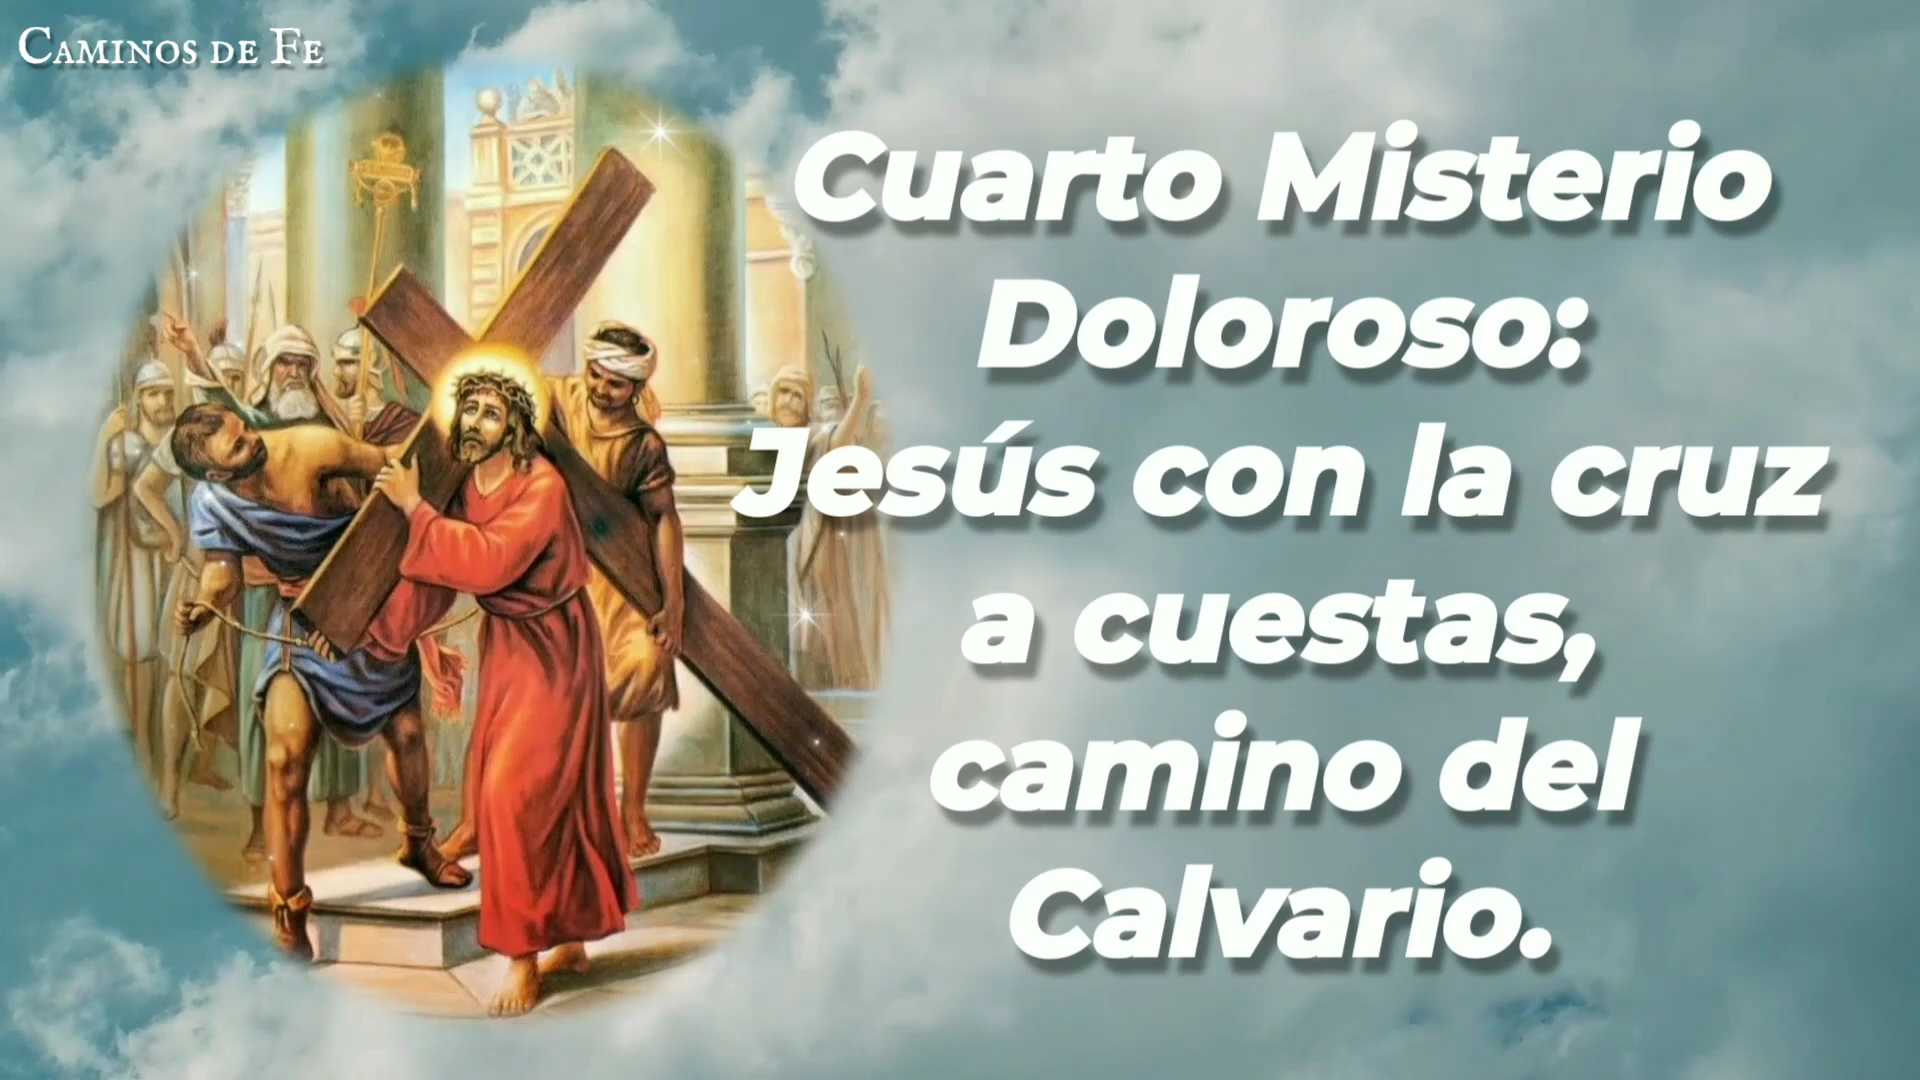 Caminos de Fe
Cuarto Misterio
Doloroso:
Jesús con la cruz
a cuestas,
camino del
Calvario.